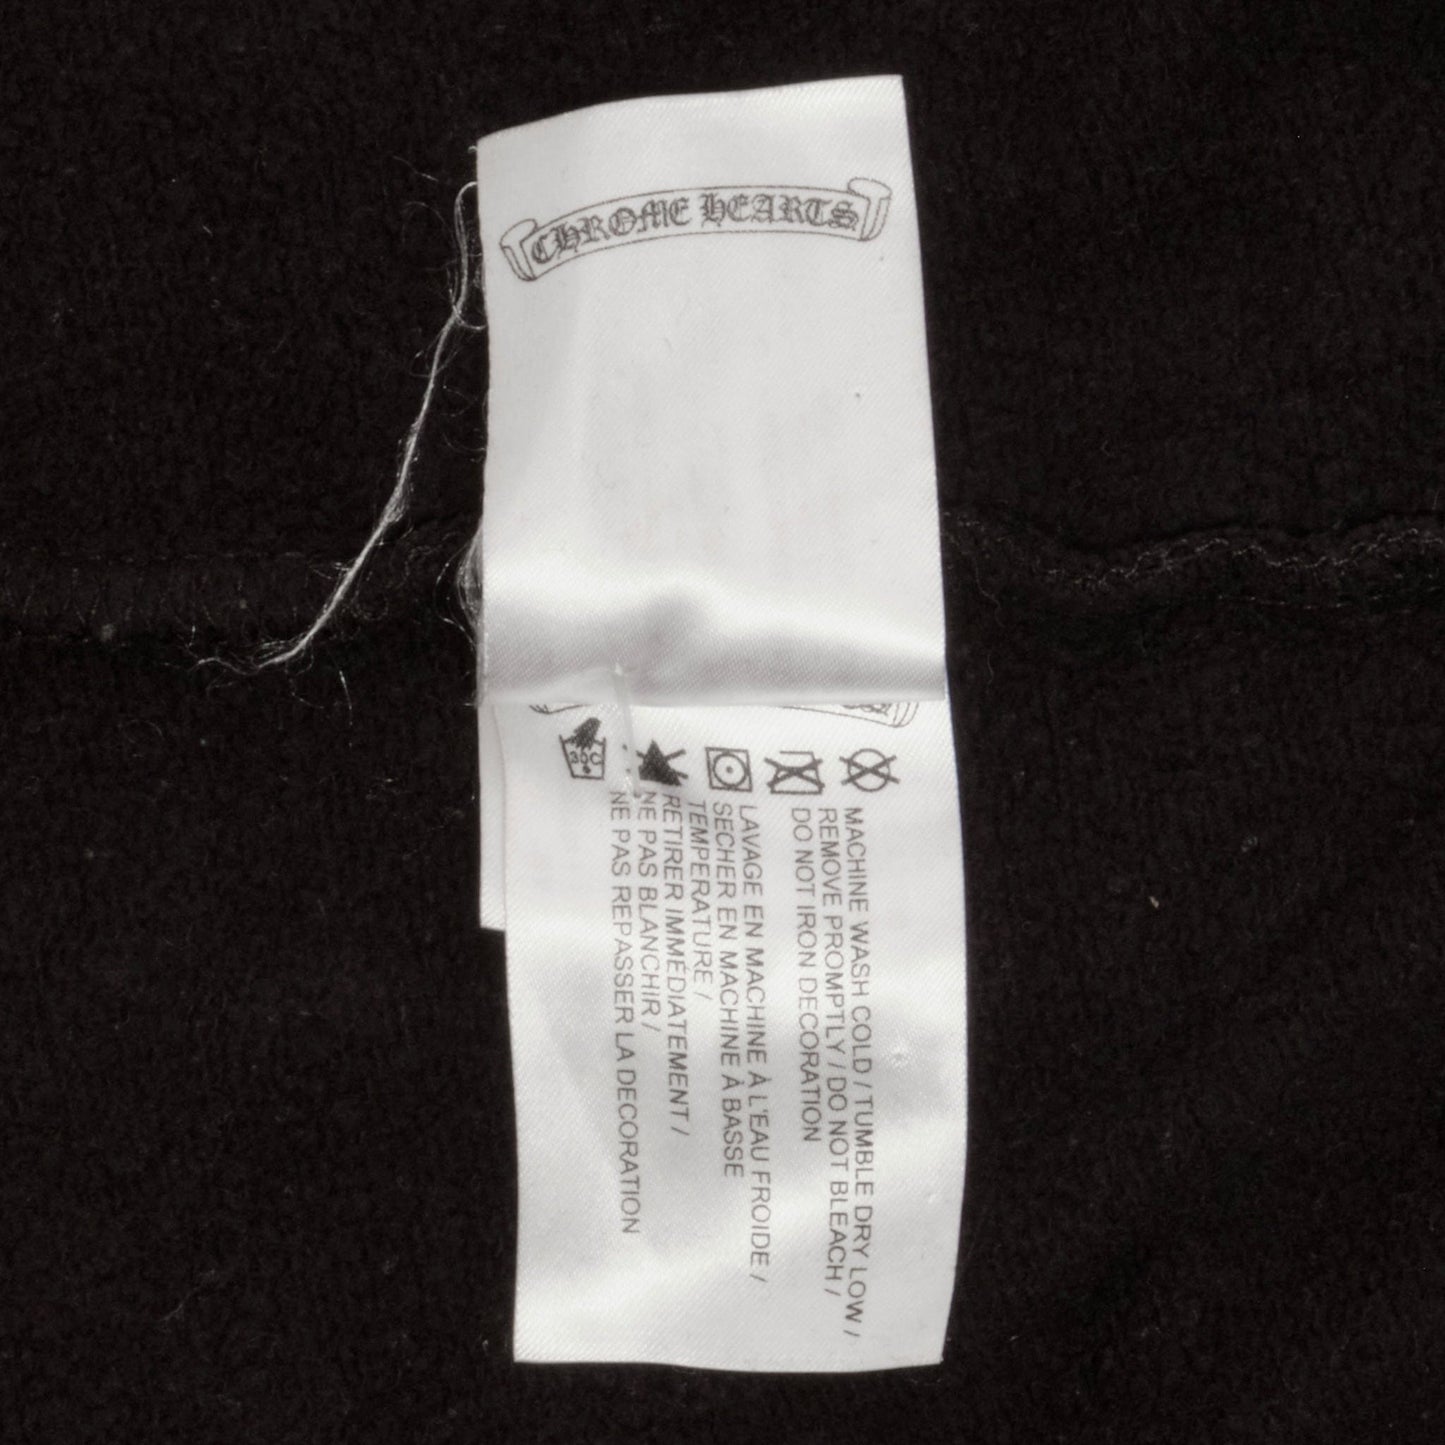 CHROME HEARTS
30C
MACHINE WASH COLD / TUMBLE DRY LOW /
REMOVE PROMPTLY / DO NOT BLEACH /
DO NOT IRON DECORATION
LAVAGE EN MACHINE À L'EAU FROIDE /
SECHER EN MACHINE À BASSE
TEMPERATURE /
RETIRER IMMÉDIATEMENT /
NE PAS BLANCHIR /
NE PAS REPASSER LA DECORATION